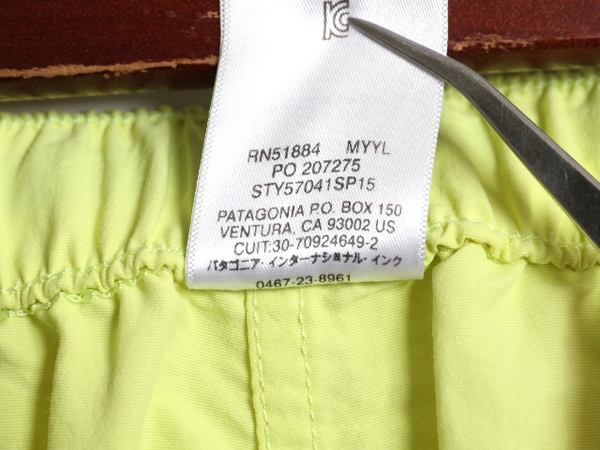 RN51884 MYYL
PO 207275
STY57041SP15
PATAGONIA P.O. BOX 150
VENTURA, CA 93002 US
CUIT:30-70924649-2
パタゴニア・インターナショナル・インク
0467-23-8961